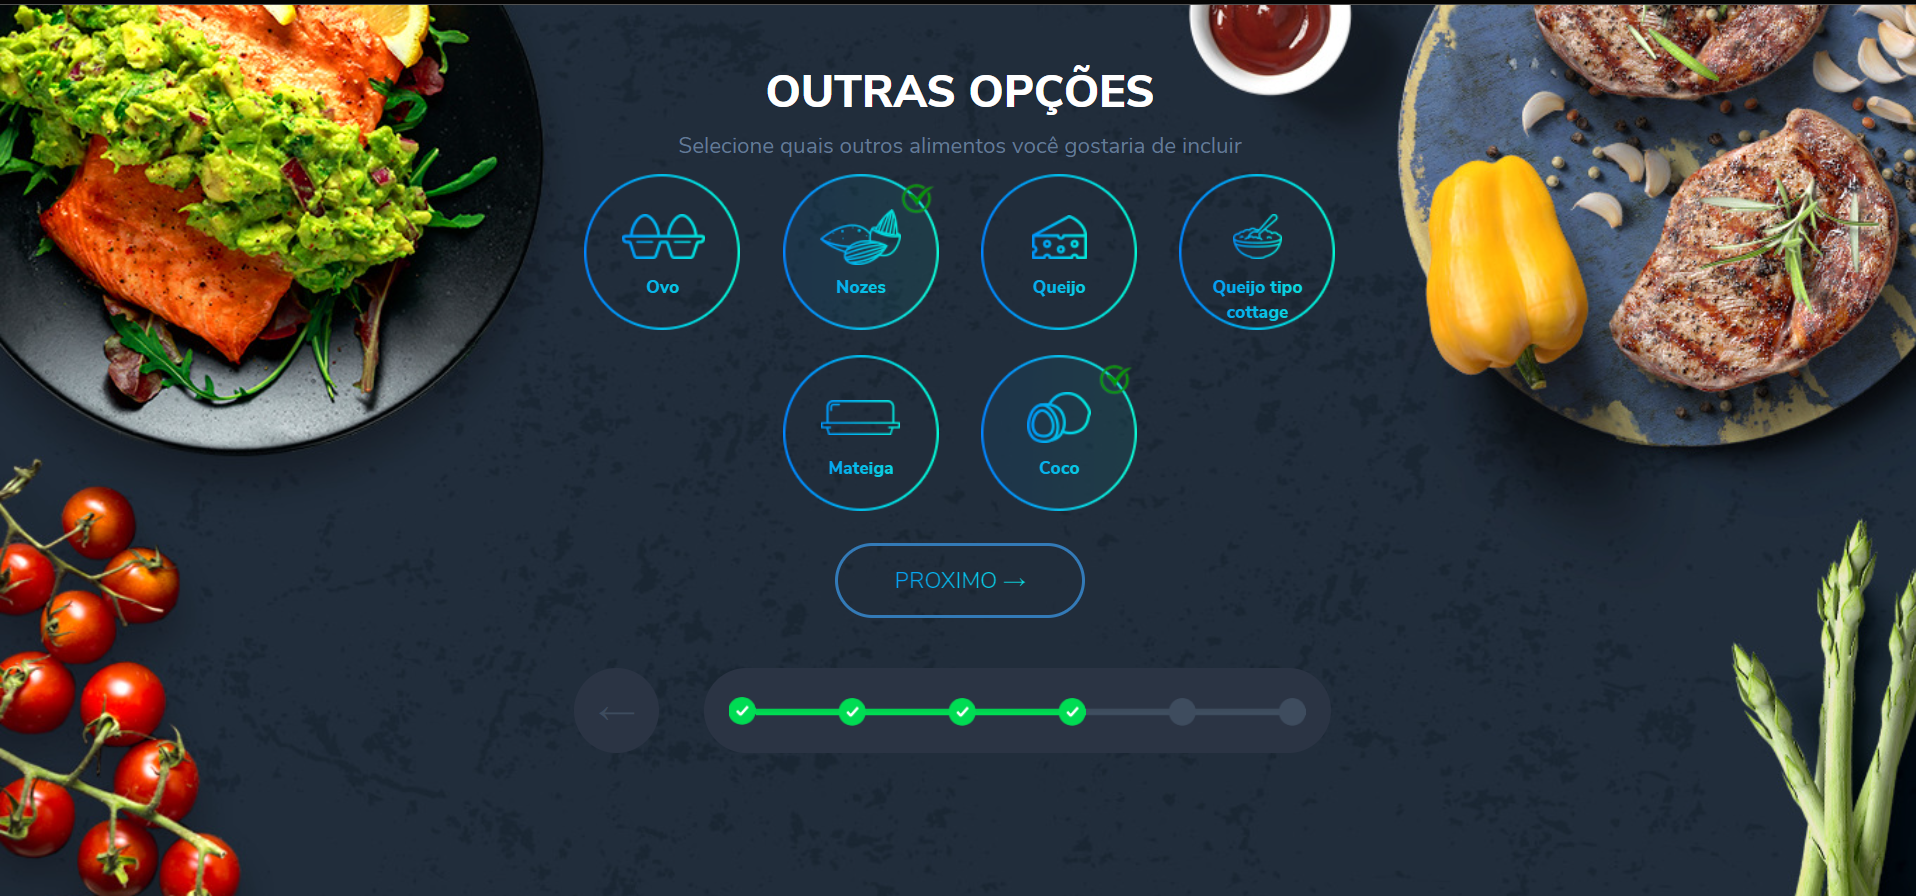 OUTRAS OPÇÕES
Selecione quais outros alimentos você gostaria de incluir
Ovo
Nozes
Queijo
Queijo tipo
cottage
Mateiga
Coco
PROXIMO →
←